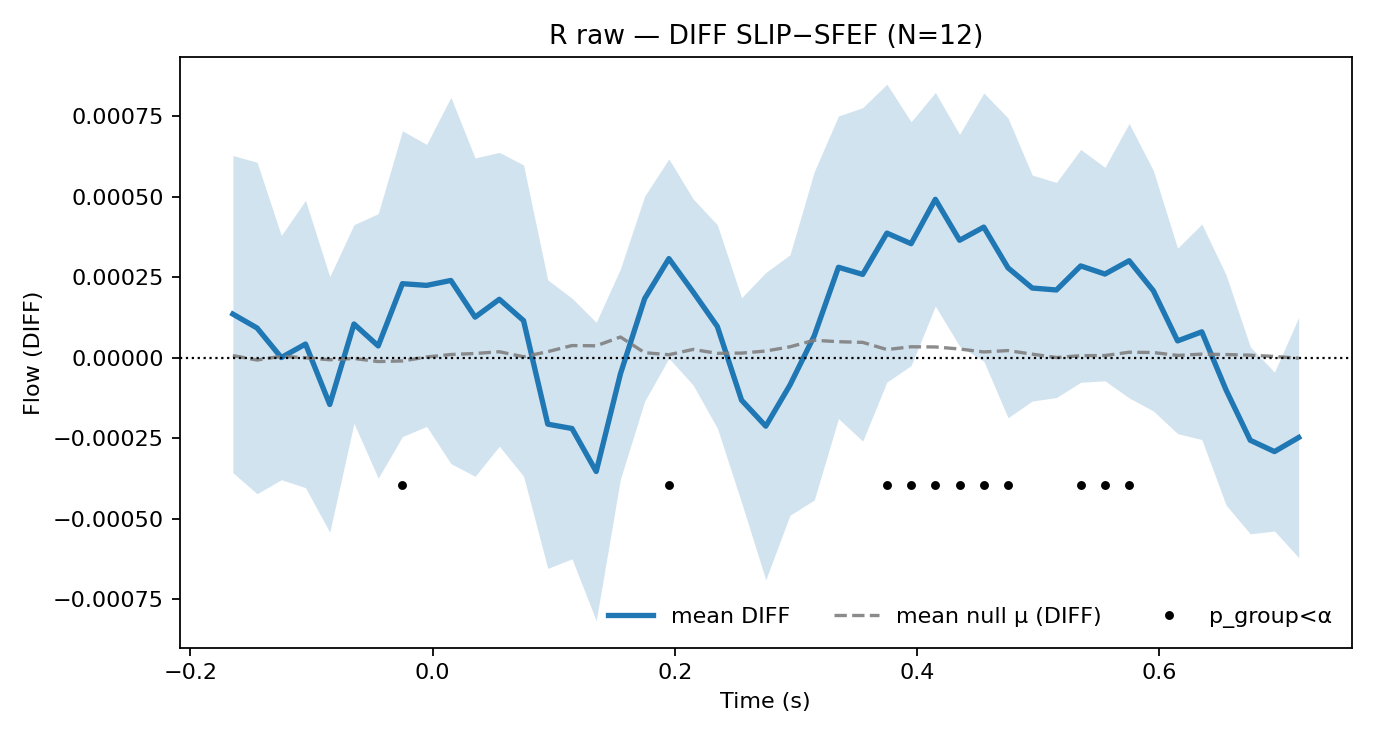 R raw — DIFF SLIP−SFEF (N=12)
Flow (DIFF)
0.00075
0.00050
0.00025
0.00000
−0.00025
−0.00050
−0.00075
mean DIFF
mean null μ (DIFF)
p_group<α
−0.2
0.0
0.2
0.4
0.6
Time (s)